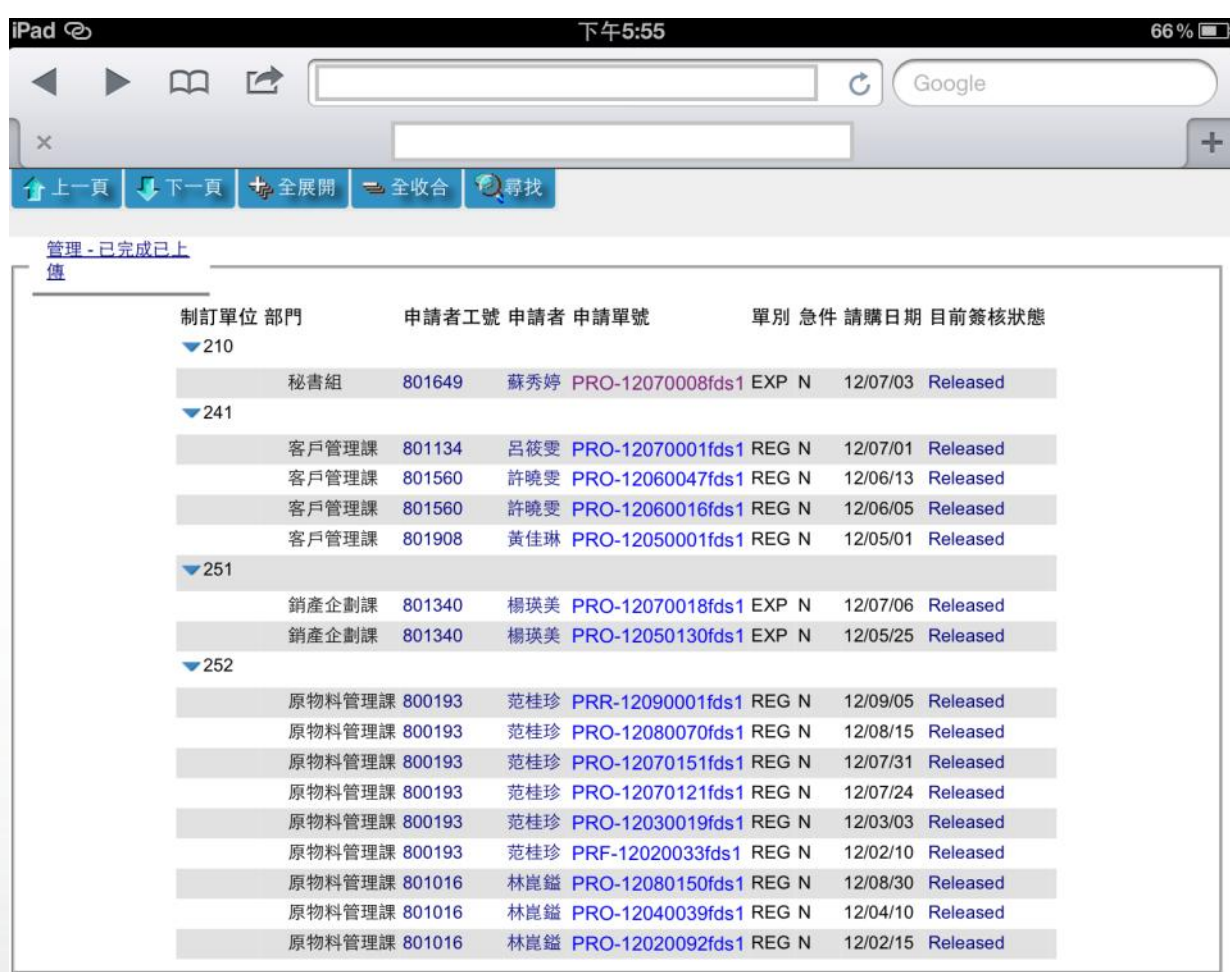 iPad 下午5:55 66%
Google
上一頁 下一頁 全展開 全收合 尋找
管理 - 已完成已上
傳
制訂單位 部門 申請者工號 申請者 申請單號 單別 急件 請購日期 目前簽核狀態
210
秘書組 801649 蘇秀婷 PRO-12070008fds1 EXP N 12/07/03 Released
241
客戶管理課 801134 呂筱雯 PRO-12070001fds1 REG N 12/07/01 Released
客戶管理課 801560 許曉雯 PRO-12060047fds1 REG N 12/06/13 Released
客戶管理課 801560 許曉雯 PRO-12060016fds1 REG N 12/06/05 Released
客戶管理課 801908 黃佳琳 PRO-12050001fds1 REG N 12/05/01 Released
251
銷產企劃課 801340 楊瑛美 PRO-12070018fds1 EXP N 12/07/06 Released
銷產企劃課 801340 楊瑛美 PRO-12050130fds1 EXP N 12/05/25 Released
252
原物料管理課 800193 范桂珍 PRR-12090001fds1 REG N 12/09/05 Released
原物料管理課 800193 范桂珍 PRO-12080070fds1 REG N 12/08/15 Released
原物料管理課 800193 范桂珍 PRO-12070151fds1 REG N 12/07/31 Released
原物料管理課 800193 范桂珍 PRO-12070121fds1 REG N 12/07/24 Released
原物料管理課 800193 范桂珍 PRO-12030019fds1 REG N 12/03/03 Released
原物料管理課 800193 范桂珍 PRF-12020033fds1 REG N 12/02/10 Released
原物料管理課 801016 林崑鎰 PRO-12080150fds1 REG N 12/08/30 Released
原物料管理課 801016 林崑鎰 PRO-12040039fds1 REG N 12/04/10 Released
原物料管理課 801016 林崑鎰 PRO-12020092fds1 REG N 12/02/15 Released